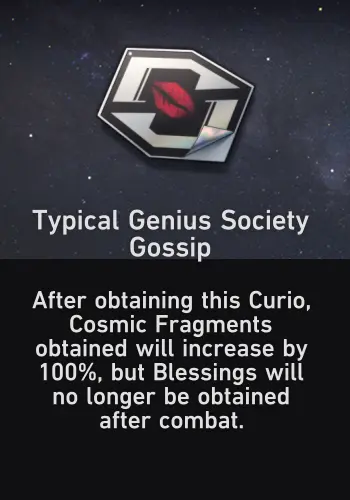 Typical Genius Society
Gossip
After obtaining this Curio,
Cosmic Fragments
obtained will increase by
100%, but Blessings will
no longer be obtained
after combat.